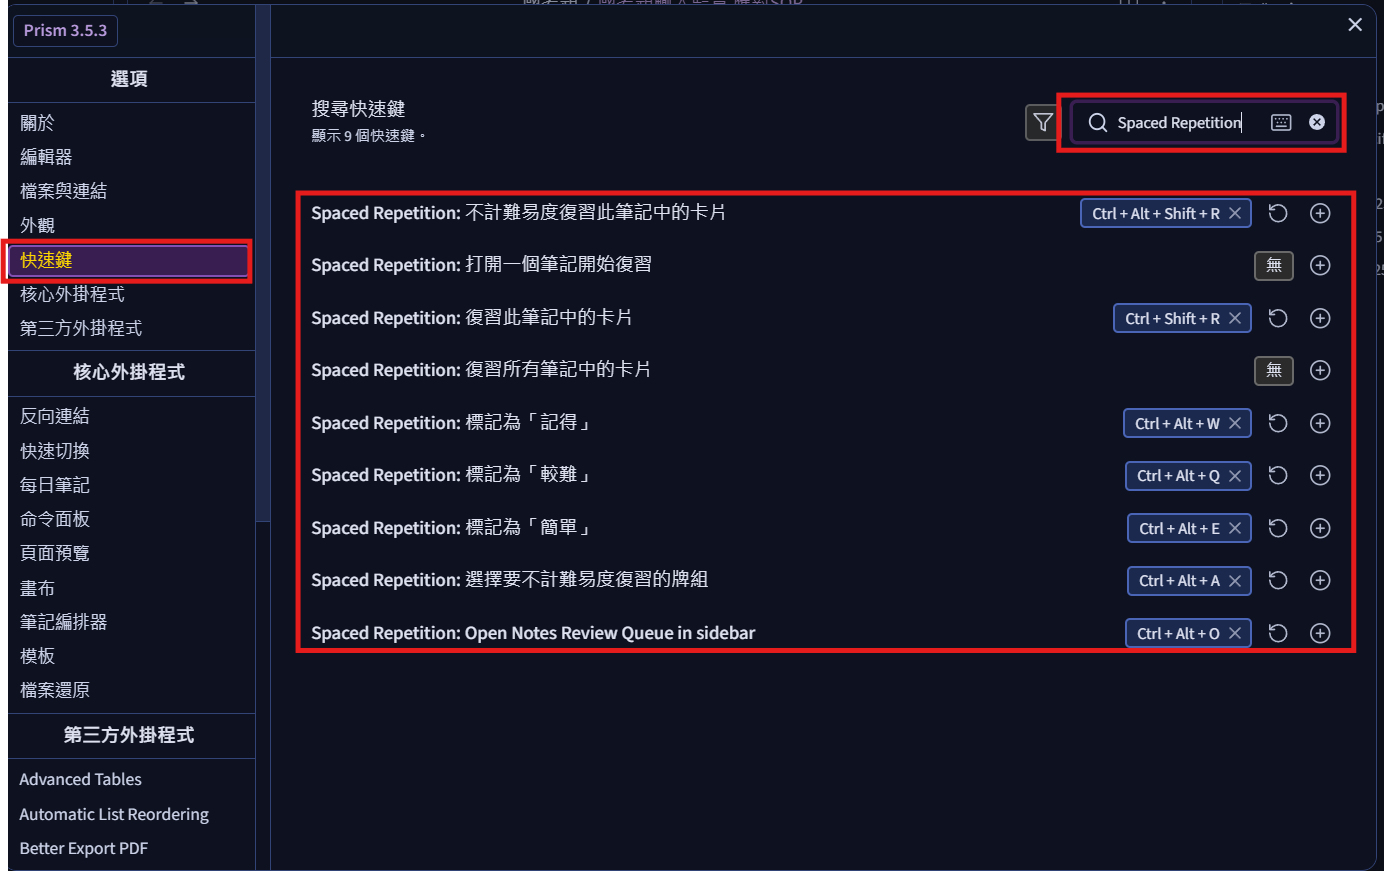 Prism 3.5.3
選項
關於
編輯器
檔案與連結
外觀
快速鍵
核心外掛程式
第三方外掛程式
核心外掛程式
反向連結
快速切換
每日筆記
命令面板
頁面預覽
畫布
筆記編排器
模板
檔案還原
第三方外掛程式
Advanced Tables
Automatic List Reordering
Better Export PDF
搜尋快速鍵
顯示 9 個快速鍵。
Spaced Repetition
Spaced Repetition: 不計難易度復習此筆記中的卡片 Ctrl + Alt + Shift + R
Spaced Repetition: 打開一個筆記開始復習 無
Spaced Repetition: 復習此筆記中的卡片 Ctrl + Shift + R
Spaced Repetition: 復習所有筆記中的卡片 無
Spaced Repetition: 標記為「記得」 Ctrl + Alt + W
Spaced Repetition: 標記為「較難」 Ctrl + Alt + Q
Spaced Repetition: 標記為「簡單」 Ctrl + Alt + E
Spaced Repetition: 選擇要不計難易度復習的牌組 Ctrl + Alt + A
Spaced Repetition: Open Notes Review Queue in sidebar Ctrl + Alt + O